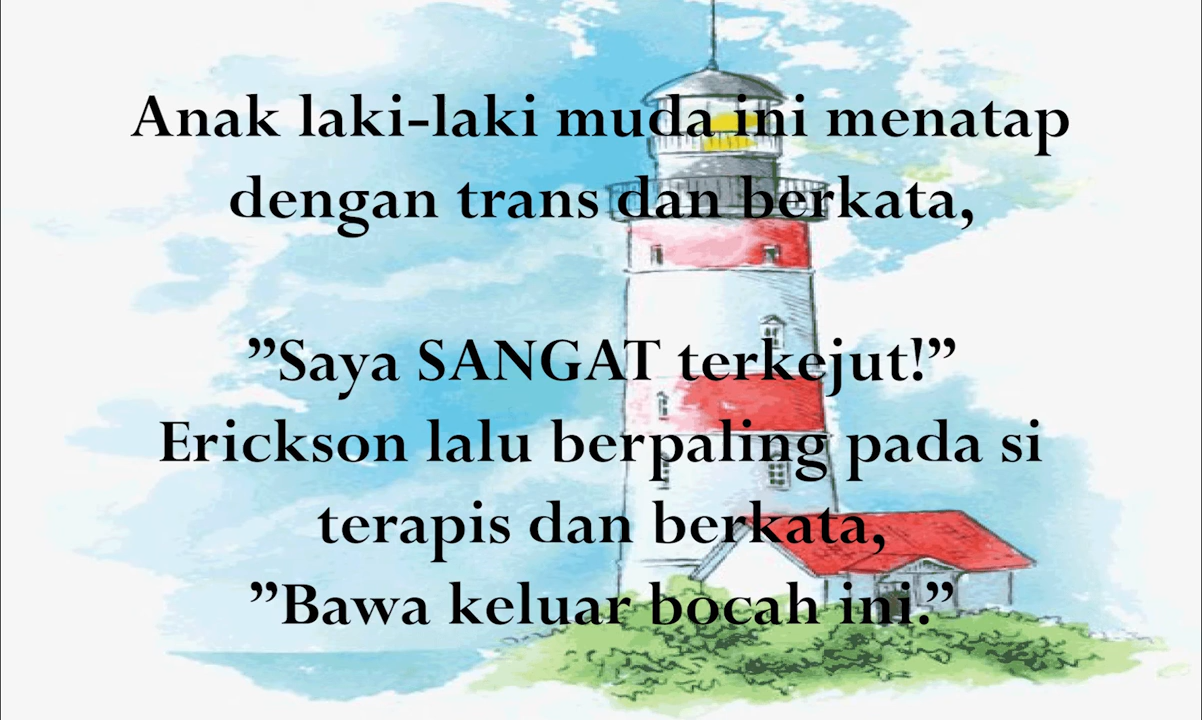 Anak laki-laki muda ini menatap
dengan trans dan berkata,
”Saya SANGAT terkejut!”
Erickson lalu berpaling pada si
terapis dan berkata,
”Bawa keluar bocah ini.”